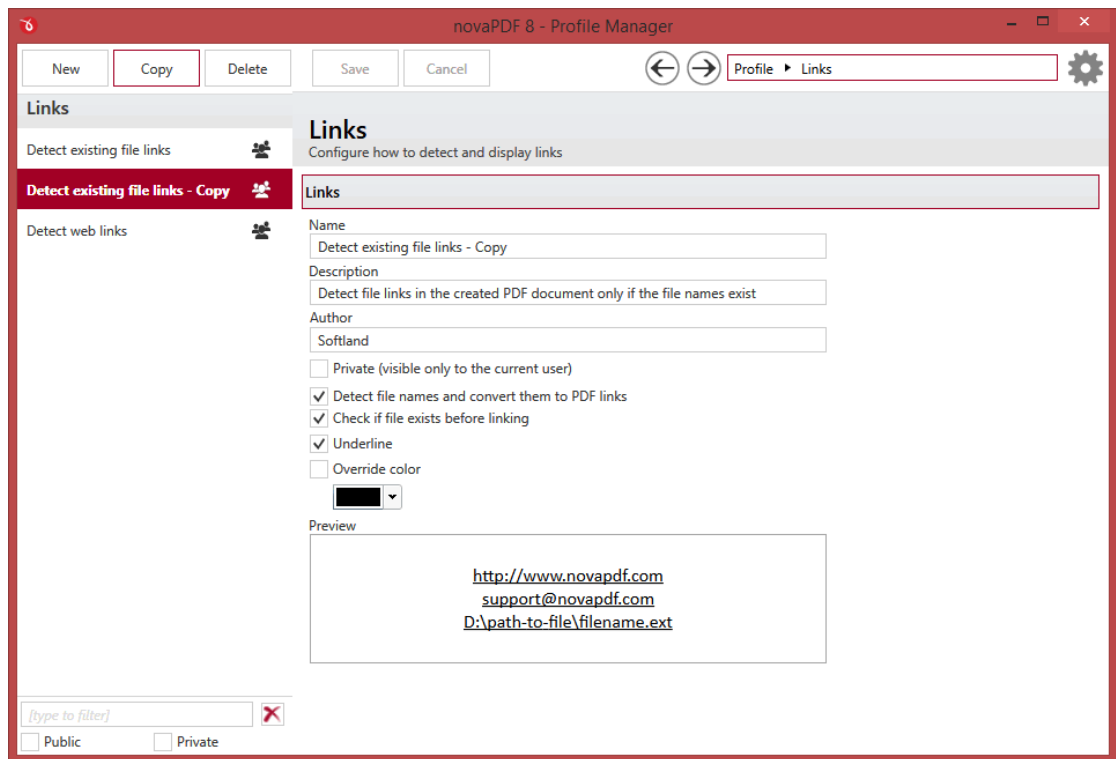 novaPDF 8 - Profile Manager
New Copy Delete Save Cancel Profile Links
Links
Detect existing file links
Detect existing file links - Copy
Detect web links
[type to filter]
Public Private
Links
Configure how to detect and display links
Links
Name
Detect existing file links - Copy
Description
Detect file links in the created PDF document only if the file names exist
Author
Softland
Private (visible only to the current user)
Detect file names and convert them to PDF links
Check if file exists before linking
Underline
Override color
Preview
http://www.novapdf.com
support@novapdf.com
D:\path-to-file\filename.ext